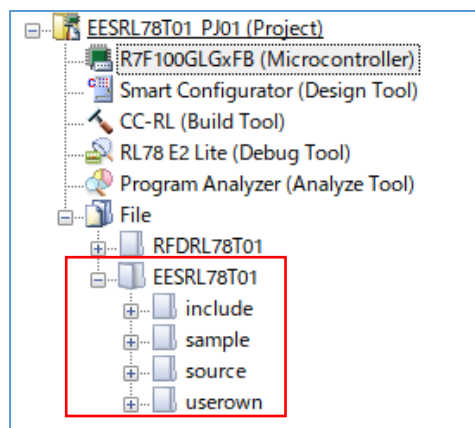 EESRL78T01_PJ01 (Project)
R7F100GLGxFB (Microcontroller)
Smart Configurator (Design Tool)
CC-RL (Build Tool)
RL78 E2 Lite (Debug Tool)
Program Analyzer (Analyze Tool)
File
RFDRL78T01
EESRL78T01
include
sample
source
userown